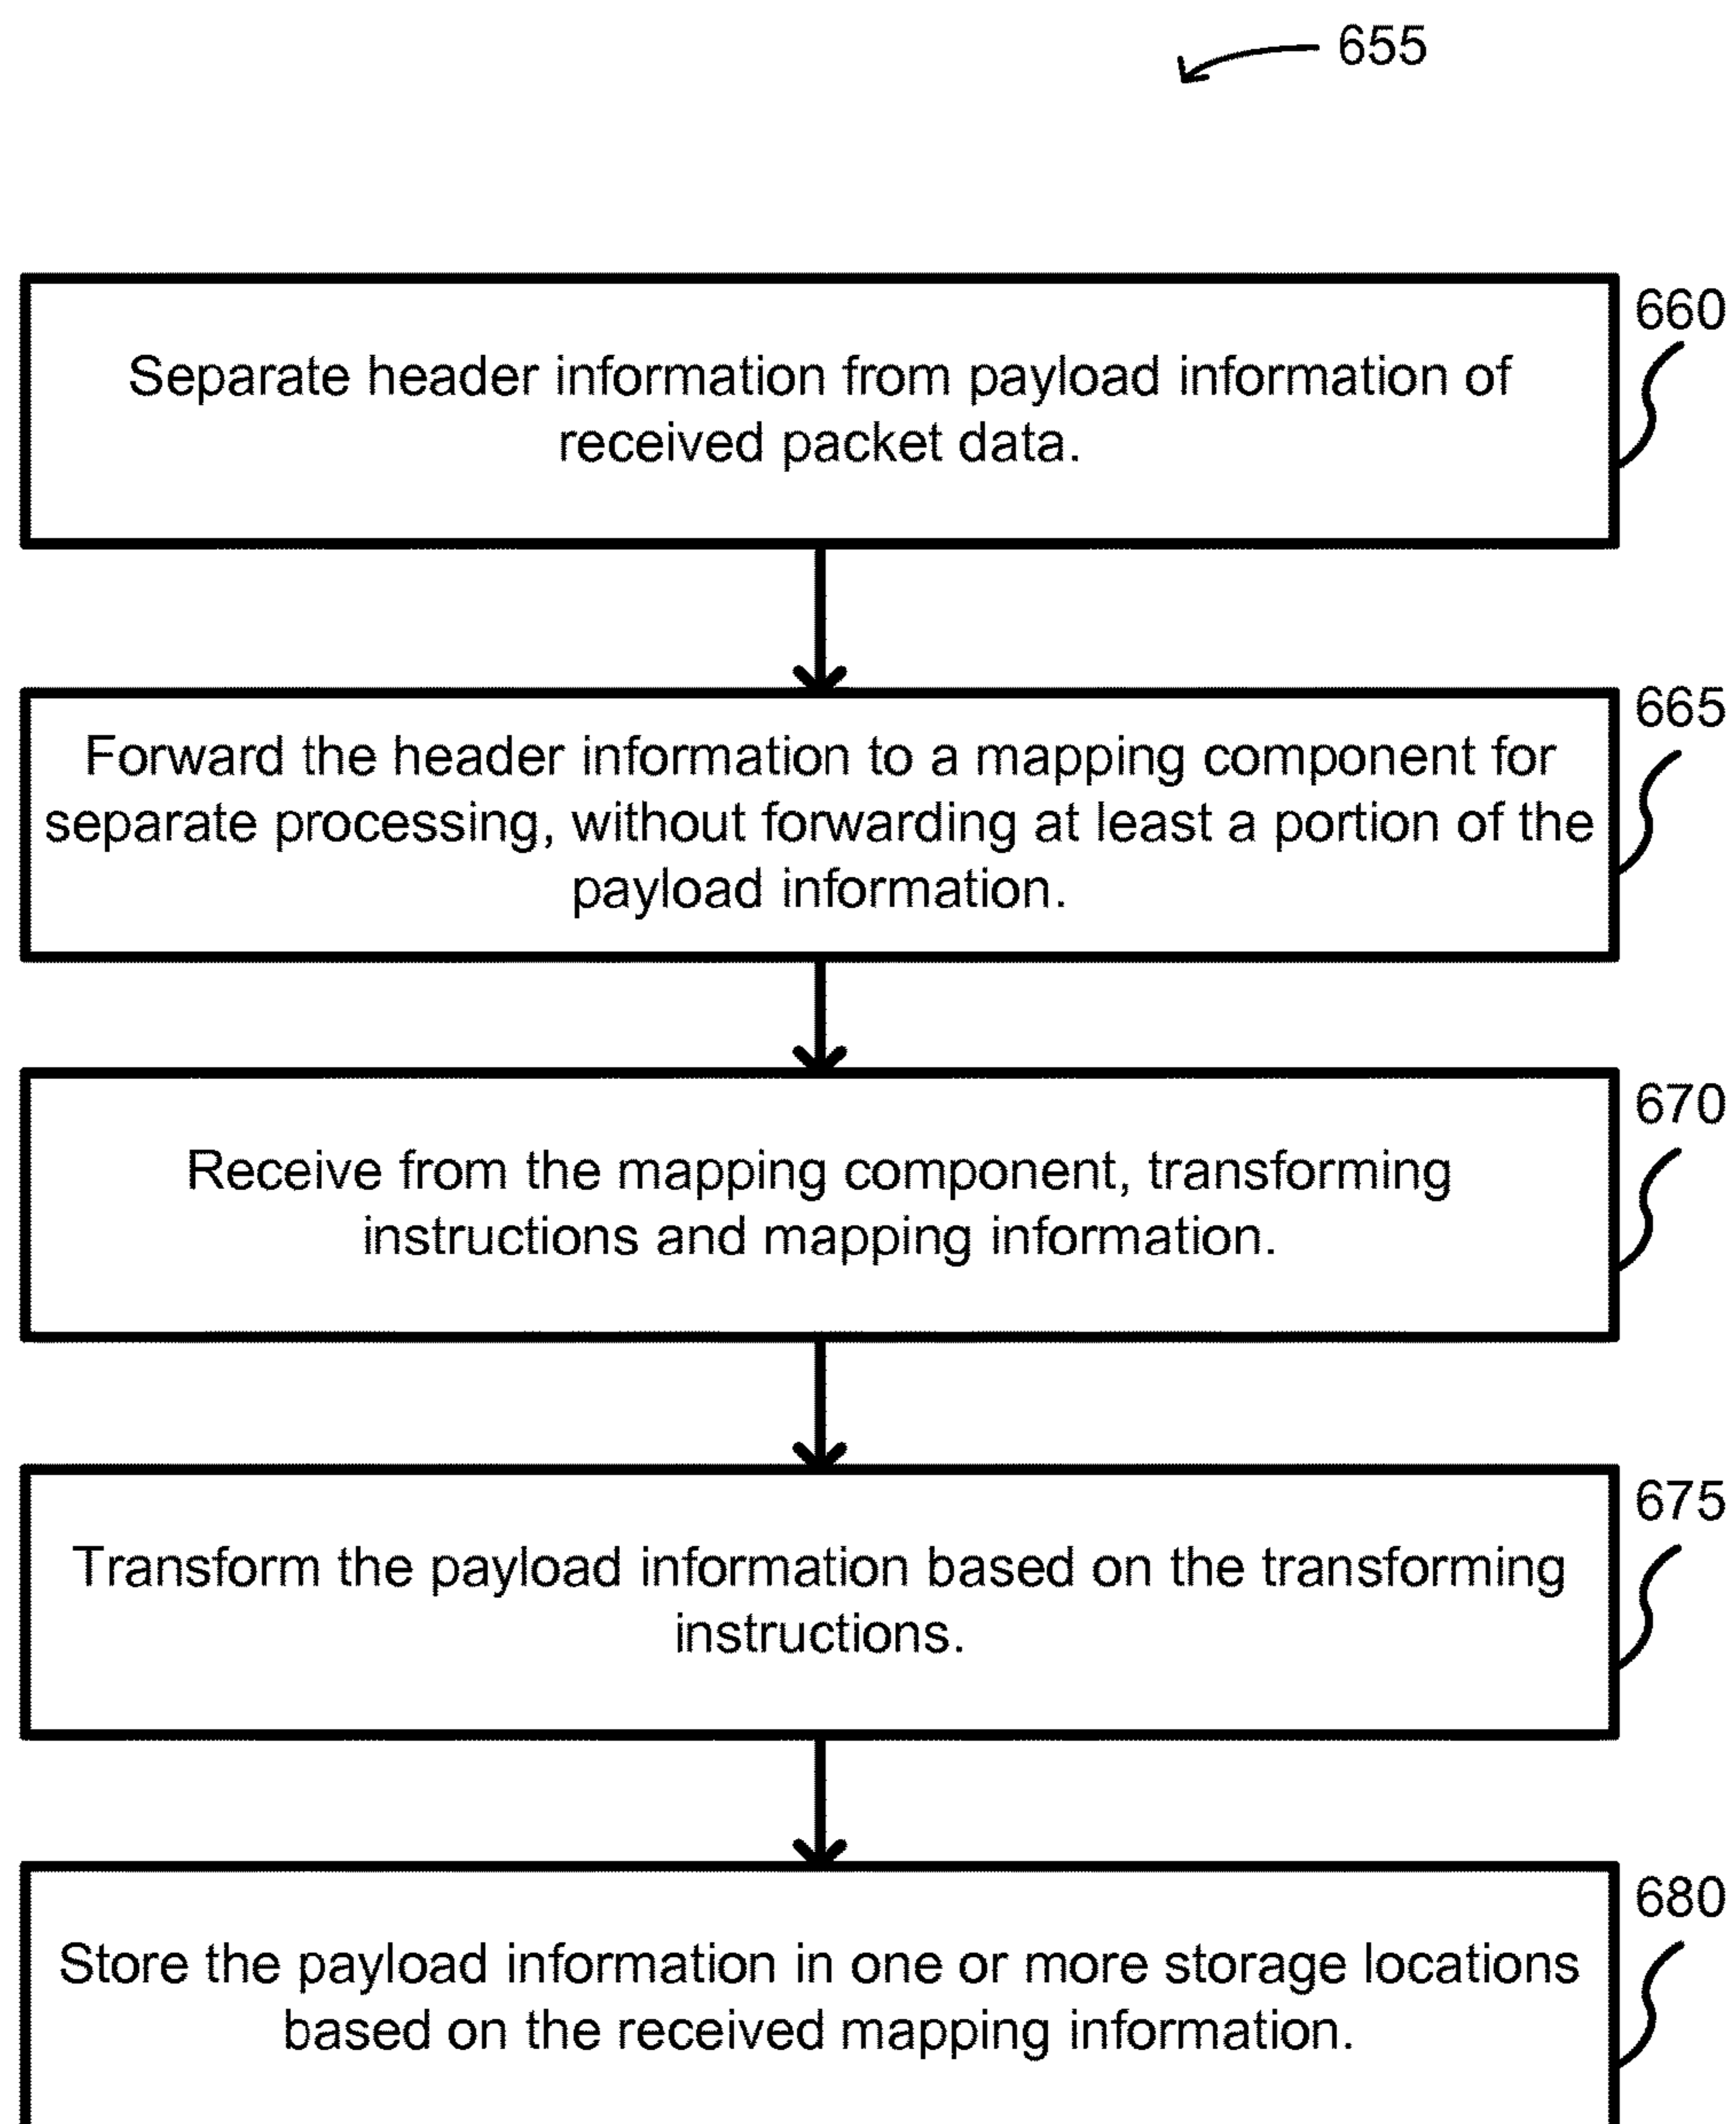 655
660
Separate header information from payload information of
received packet data.
665
Forward the header information to a mapping component for
separate processing, without forwarding at least a portion of the
payload information.
670
Receive from the mapping component, transforming
instructions and mapping information.
675
Transform the payload information based on the transforming
instructions.
680
Store the payload information in one or more storage locations
based on the received mapping information.